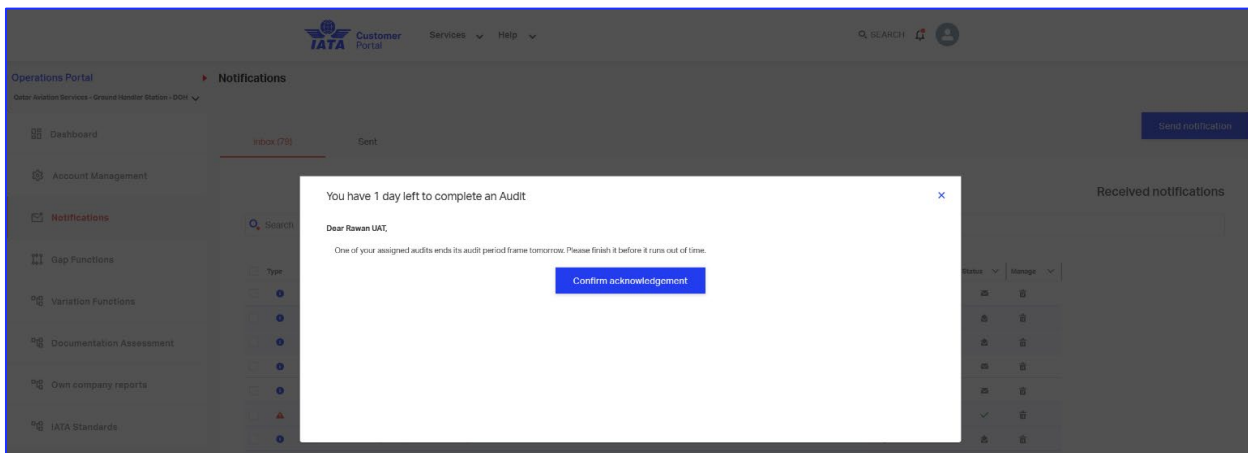 IATA
Customer
Portal
Services
Help
SEARCH
Operations Portal
Notifications
Qatar Aviation Services - Ground Handler Station - DOH
Send notification
Dashboard
Inbox (79)
Sent
Account Management
You have 1 day left to complete an Audit
Received notifications
Notifications
Search
Dear Rawan UAT,
One of your assigned audits ends its audit period frame tomorrow. Please finish it before it runs out of time.
Gap Functions
Type
Confirm acknowledgement
Status
Manage
Variation Functions
Documentation Assessment
Own company reports
IATA Standards